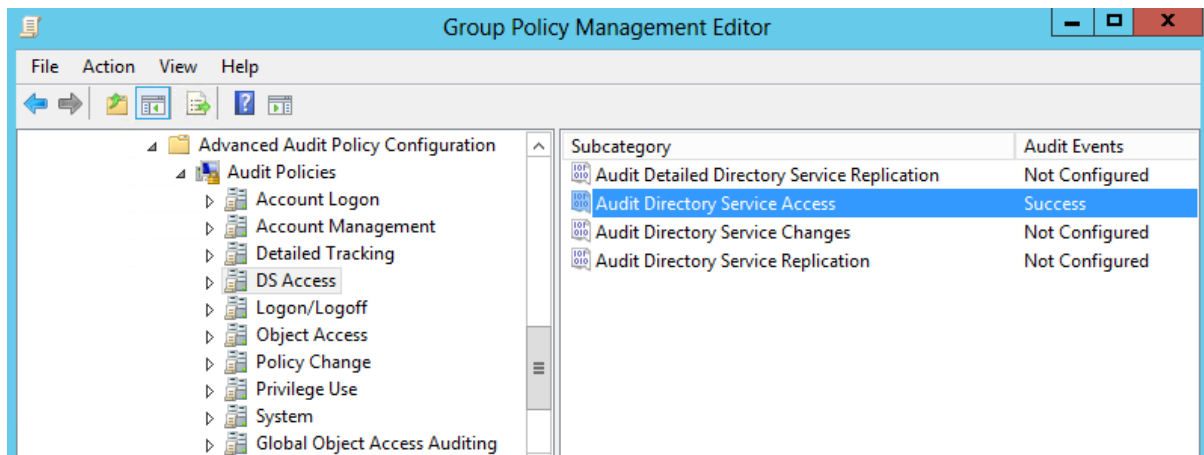 Group Policy Management Editor
File Action View Help
Advanced Audit Policy Configuration
Audit Policies
Account Logon
Account Management
Detailed Tracking
DS Access
Logon/Logoff
Object Access
Policy Change
Privilege Use
System
Global Object Access Auditing
Subcategory Audit Events
Audit Detailed Directory Service Replication Not Configured
Audit Directory Service Access Success
Audit Directory Service Changes Not Configured
Audit Directory Service Replication Not Configured